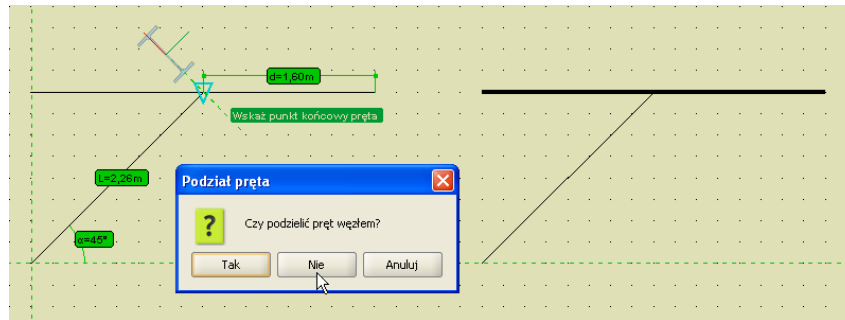 d=1,60m
Wskaż punkt końcowy pręta
L=2,26m
α=45°
Podział pręta
Czy podzielić pręt węzłem?
Tak
Nie
Anuluj